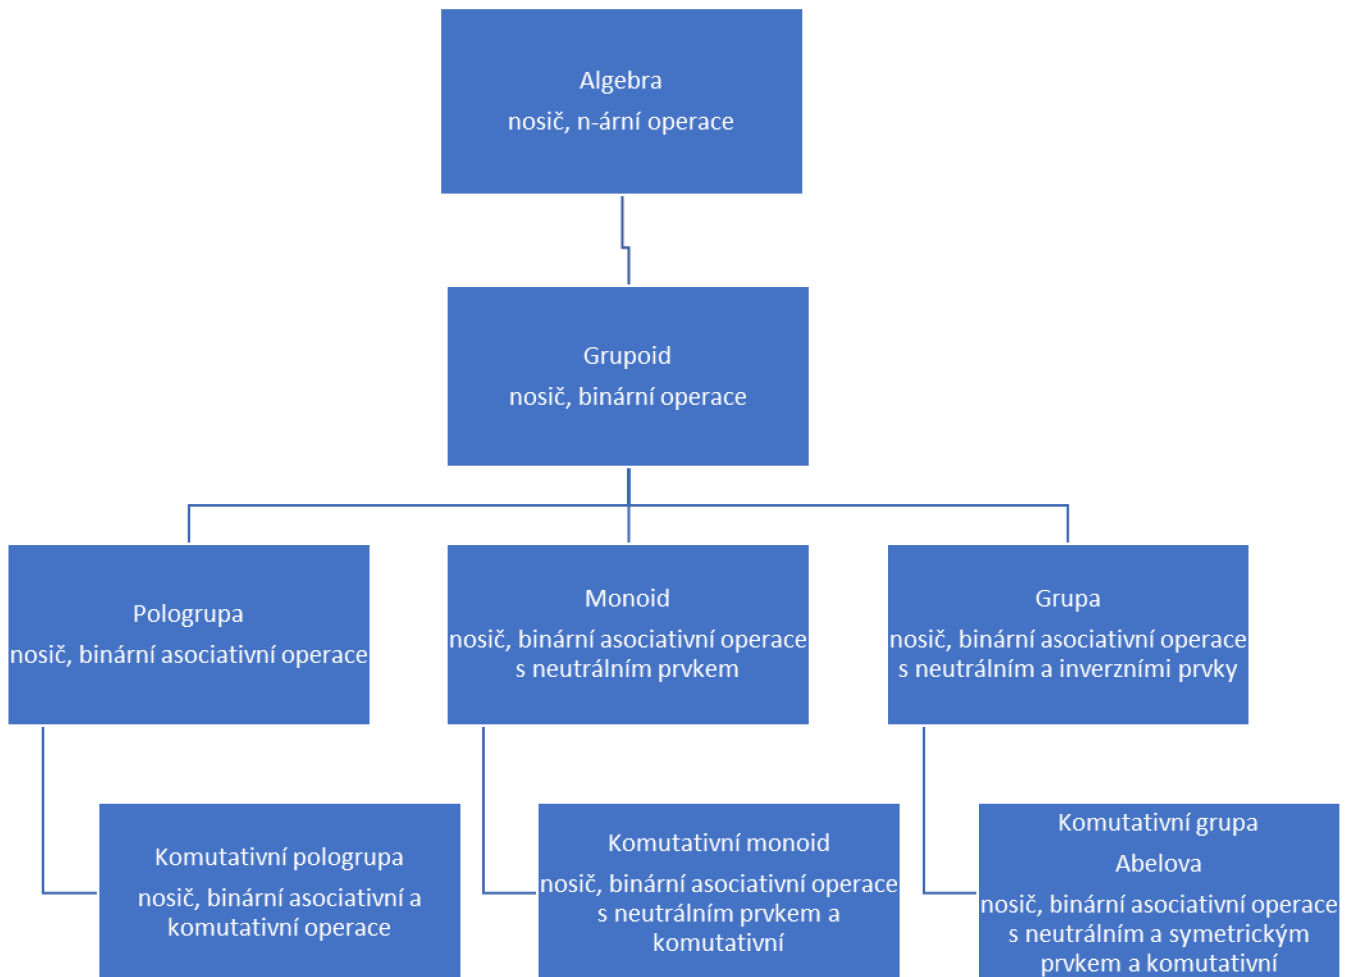 Algebra
nosič, n-ární operace
Grupoid
nosič, binární operace
Pologrupa
nosič, binární asociativní operace
Monoid
nosič, binární asociativní operace
s neutrálním prvkem
Grupa
nosič, binární asociativní operace
s neutrálním a inverzními prvky
Komutativní pologrupa
nosič, binární asociativní a
komutativní operace
Komutativní monoid
nosič, binární asociativní operace
s neutrálním prvkem a
komutativní
Komutativní grupa
Abelova
nosič, binární asociativní operace
s neutrálním a symetrickým
prvkem a komutativní